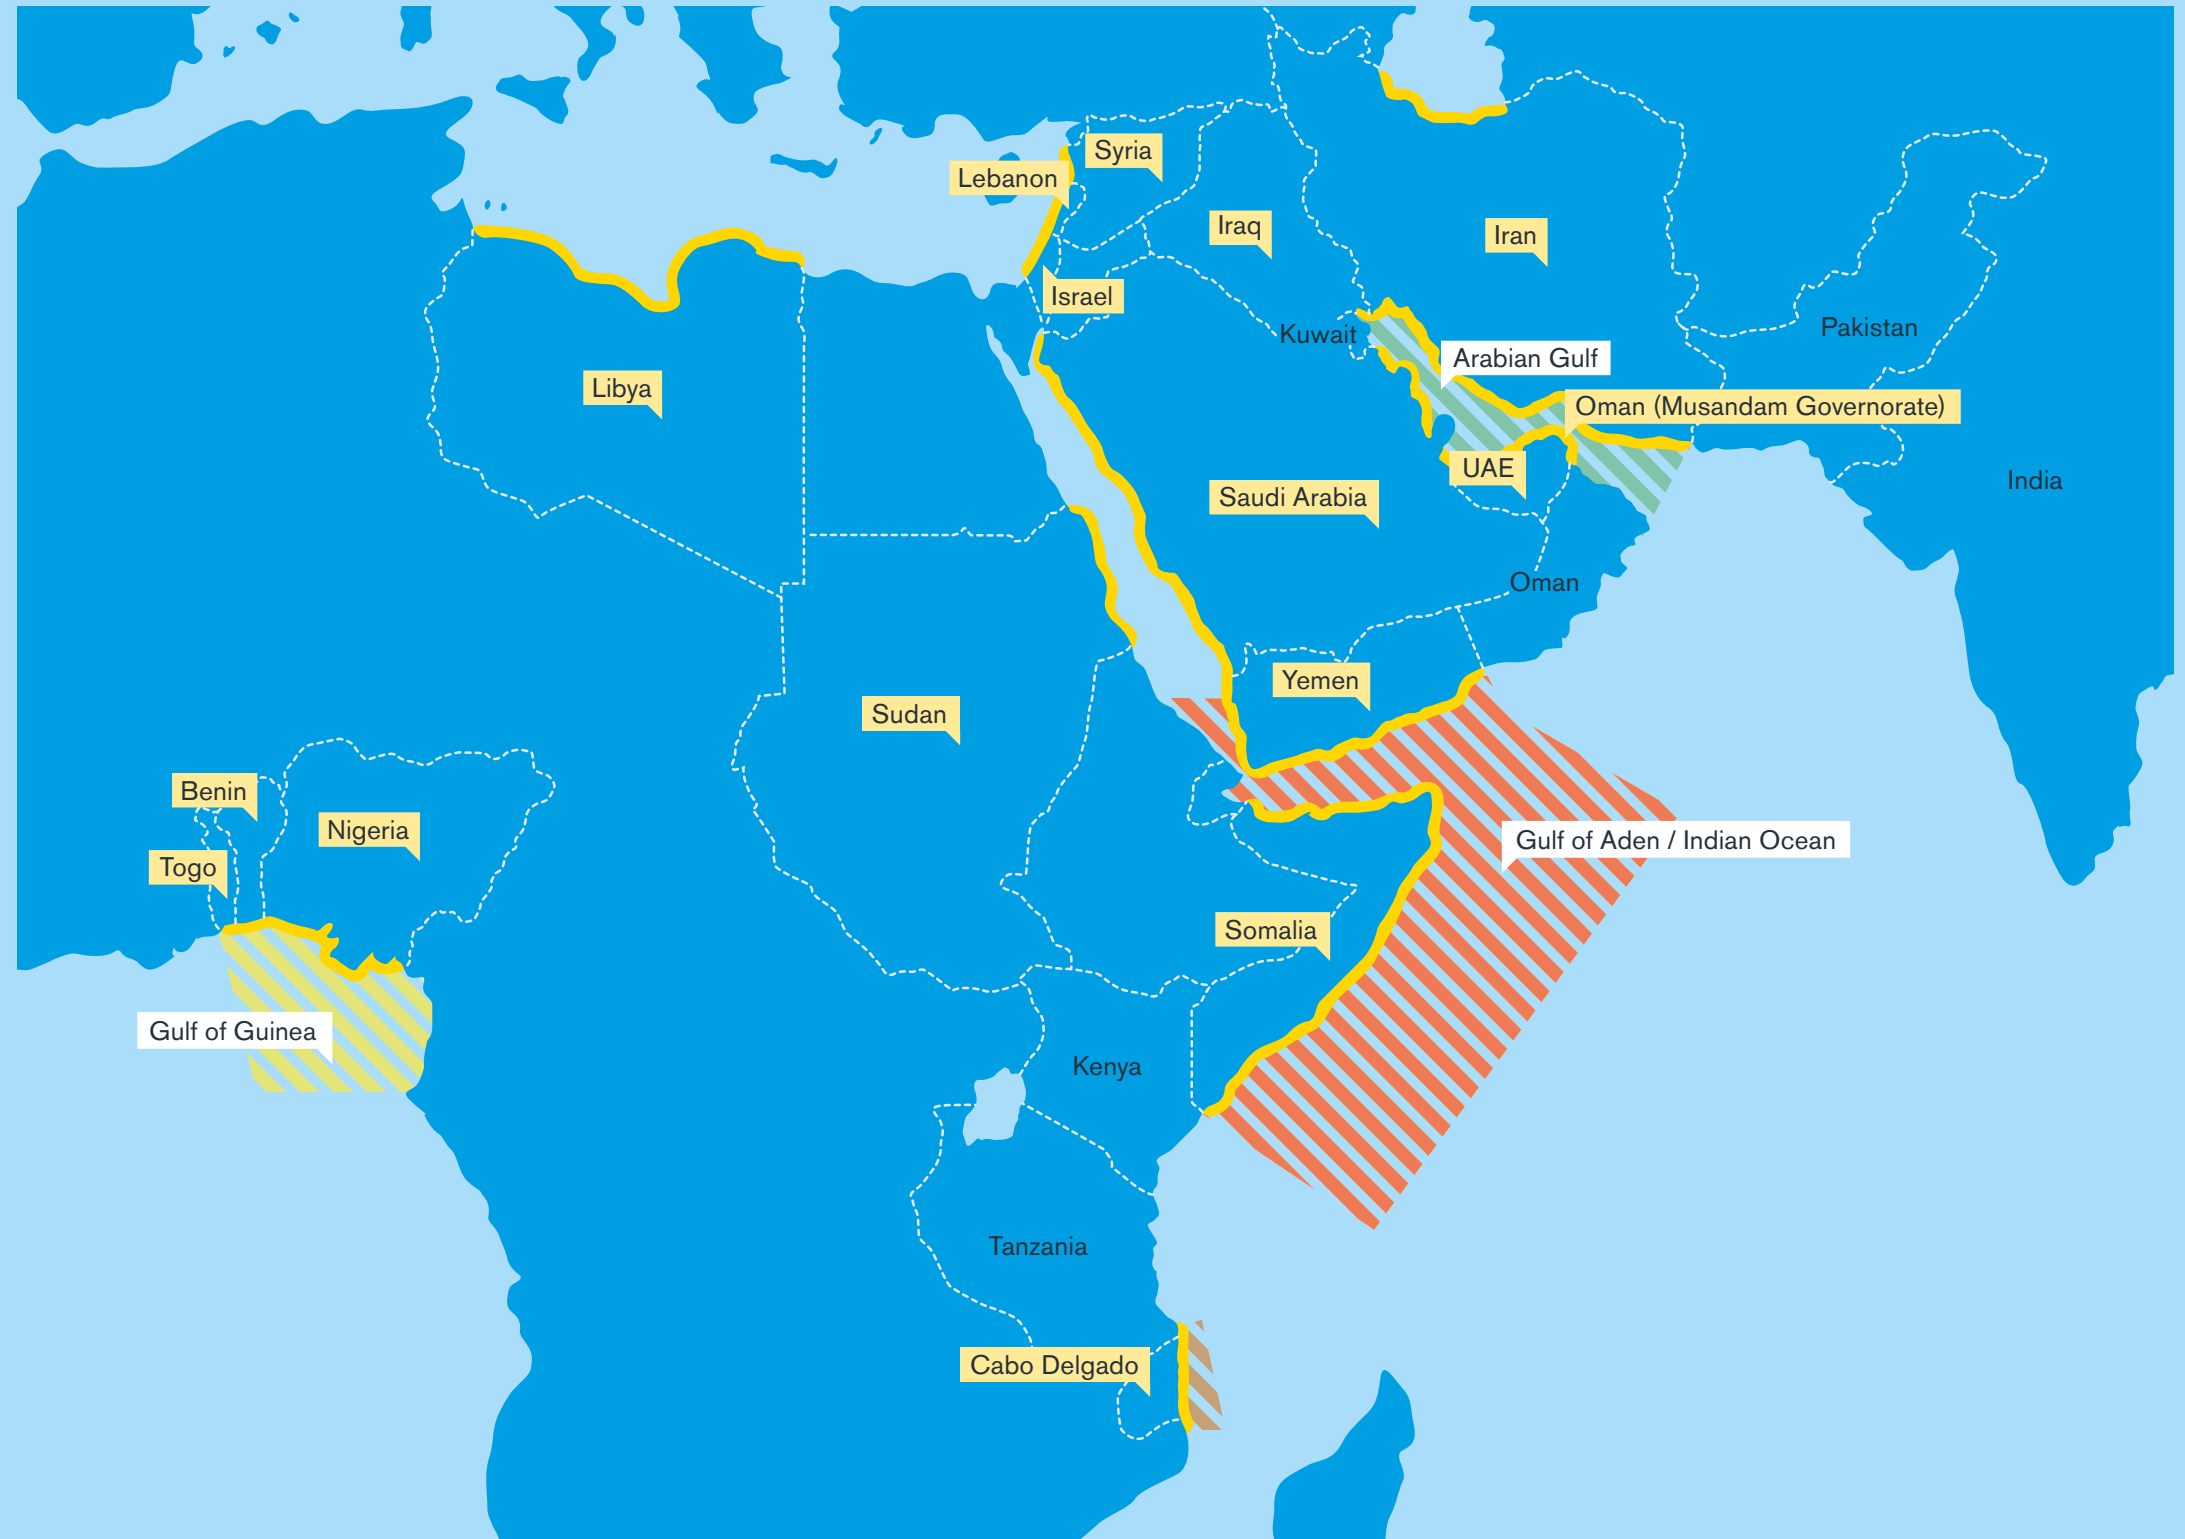 Syria
Lebanon
Iraq
Iran
Israel
Kuwait
Pakistan
Arabian Gulf
Libya
Oman (Musandam Governorate)
UAE
India
Saudi Arabia
Oman
Yemen
Sudan
Benin
Nigeria
Gulf of Aden / Indian Ocean
Togo
Somalia
Gulf of Guinea
Kenya
Tanzania
Cabo Delgado